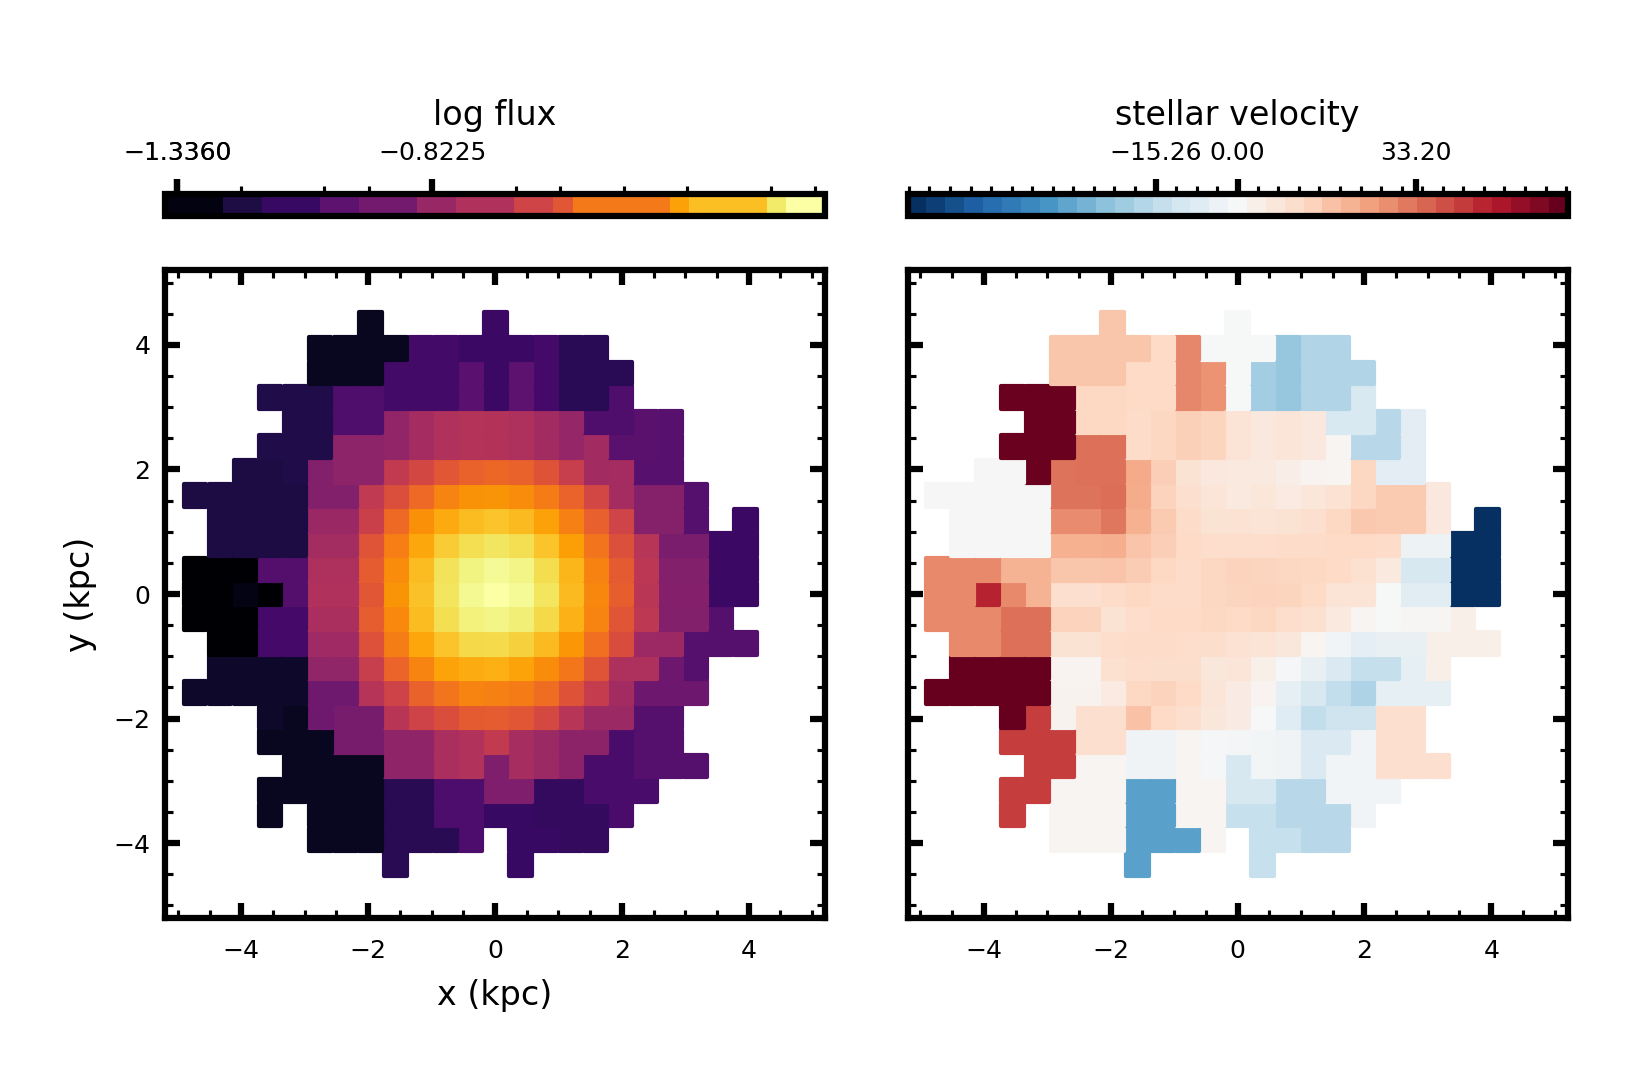 log flux
−1.3360 −0.8225
stellar velocity
−15.26 0.00 33.20
4
2
0
−2
−4
y (kpc)
−4 −2 0 2 4
x (kpc)
−4 −2 0 2 4